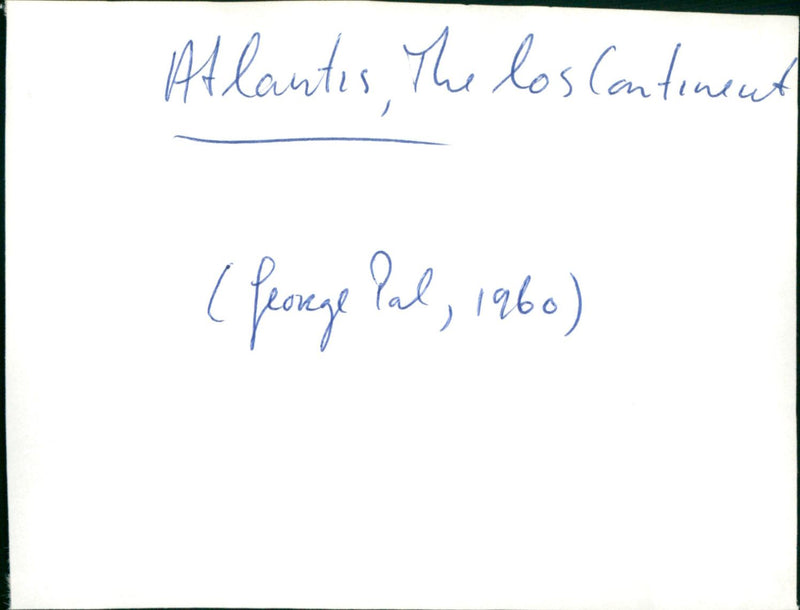 Atlantis, The los Continent
(George Pal, 1960)